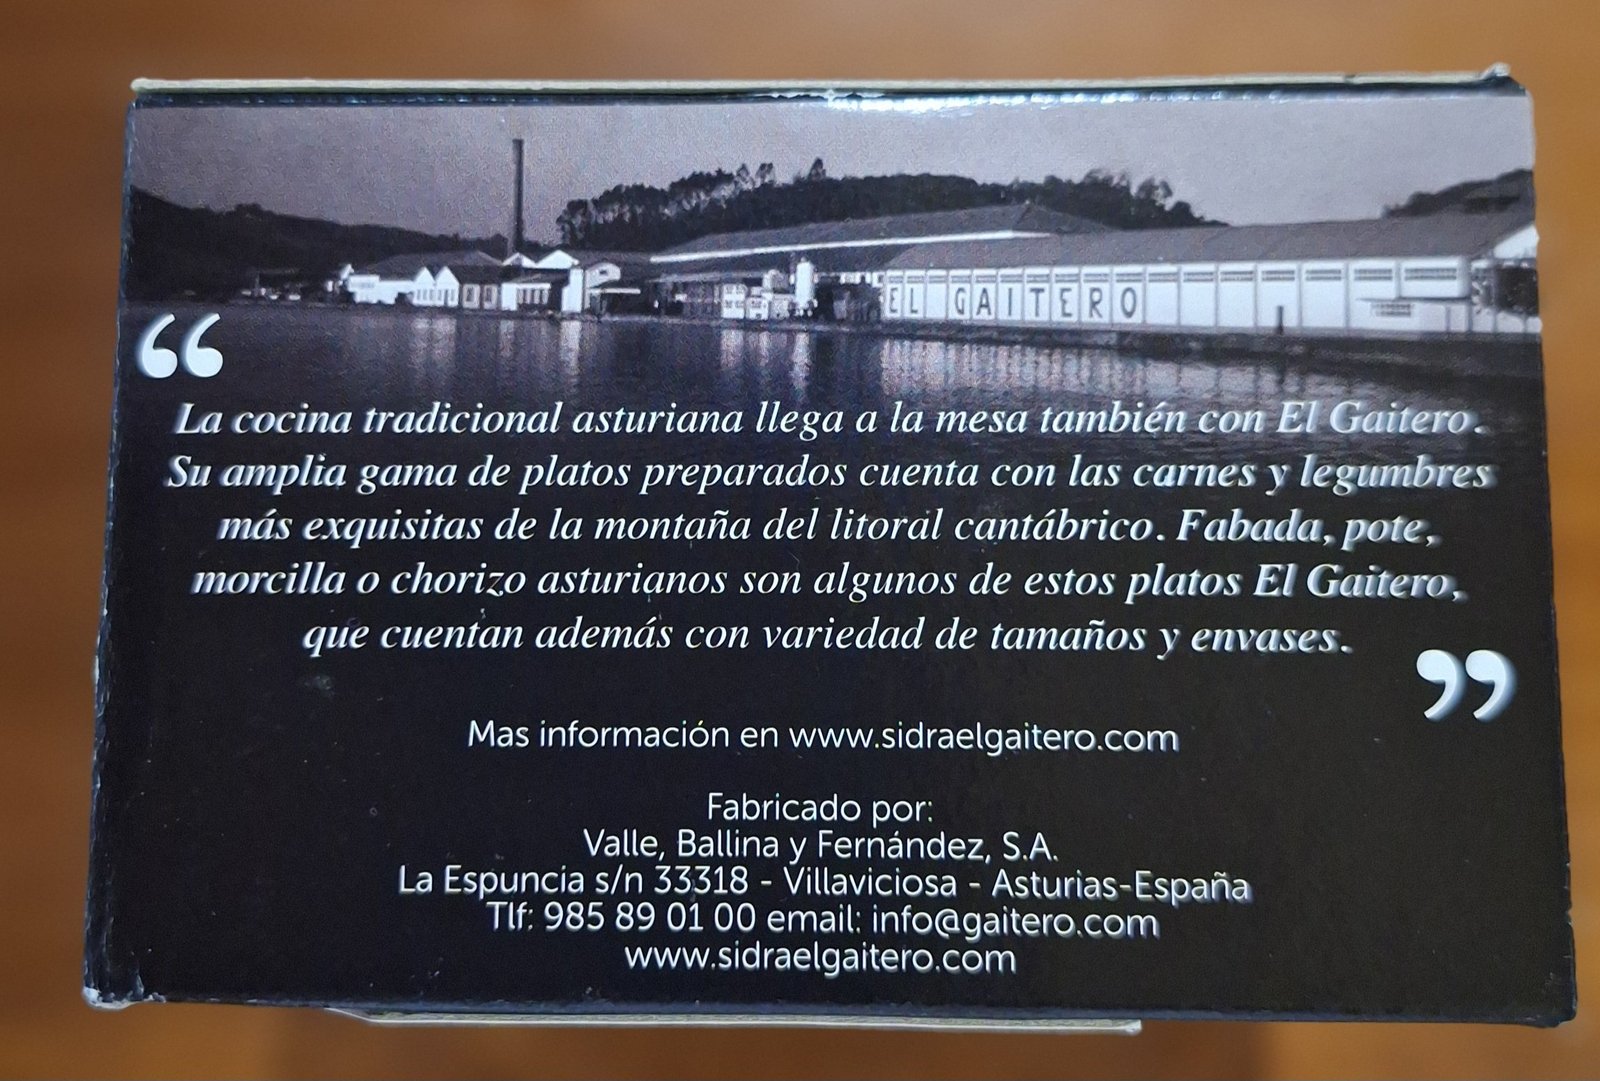 EL GAITERO
“
La cocina tradicional asturiana llega a la mesa también con El Gaitero.
Su amplia gama de platos preparados cuenta con las carnes y legumbres
más exquisitas de la montaña del litoral cantábrico. Fabada, pote,
morcilla o chorizo asturianos son algunos de estos platos El Gaitero,
que cuentan además con variedad de tamaños y envases.
”
Mas información en www.sidraelgaitero.com
Fabricado por:
Valle, Ballina y Fernández, S.A.
La Espuncia s/n 33318 - Villaviciosa - Asturias-España
Tlf: 985 89 01 00 email: info@gaitero.com
www.sidraelgaitero.com